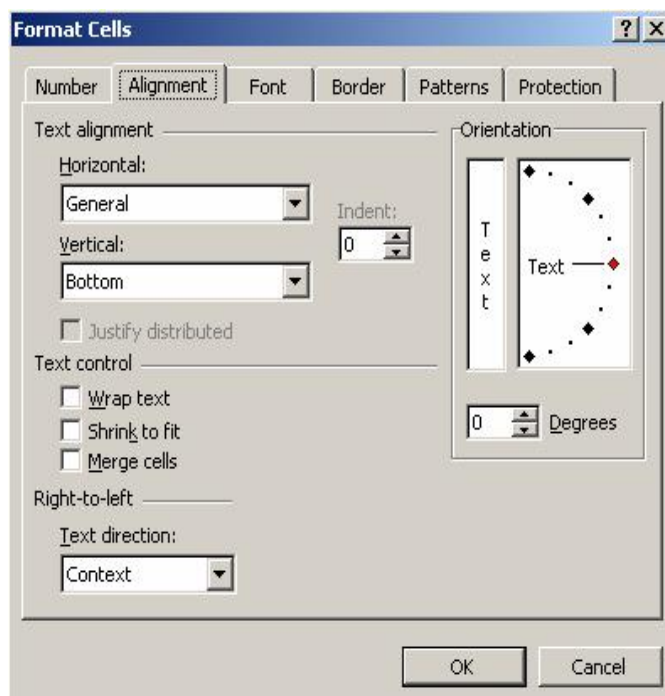 Format Cells
Number Alignment Font Border Patterns Protection
Text alignment
Horizontal:
General
Indent:
0
Vertical:
Bottom
Justify distributed
Text control
Wrap text
Shrink to fit
Merge cells
Right-to-left
Text direction:
Context
Orientation
Text
Text
0 Degrees
OK Cancel